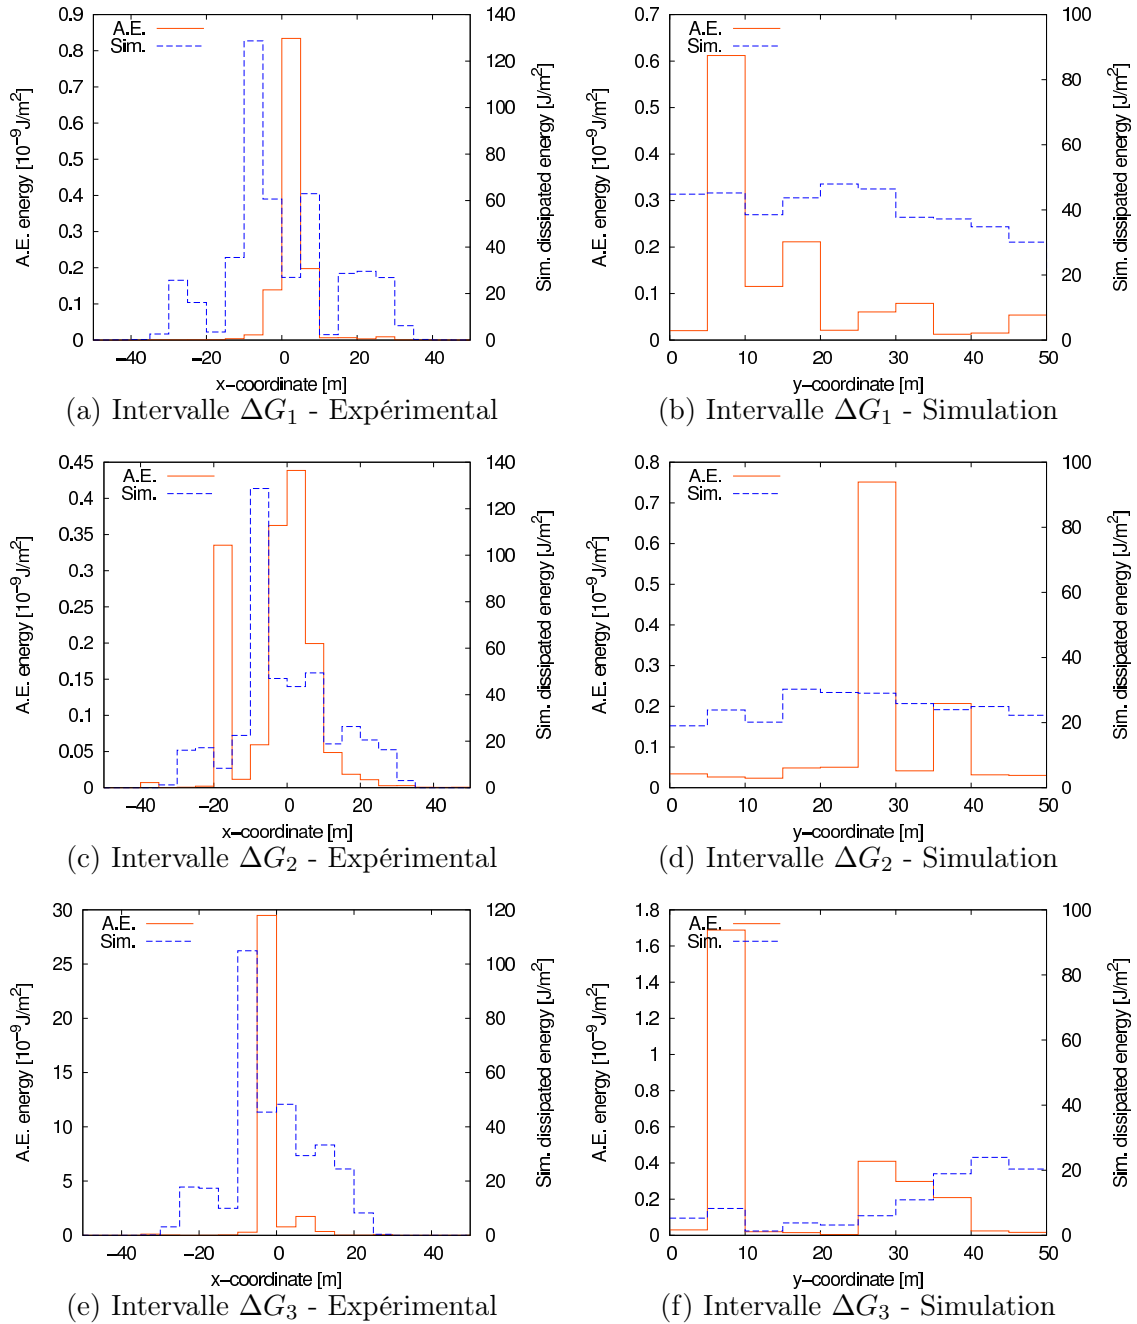 A.E.
Sim.
0.9
0.8
0.7
0.6
0.5
0.4
0.3
0.2
0.1
0
140
120
100
80
60
40
20
0
−40 −20 0 20 40
A.E. energy [10⁻⁹J/m²]
Sim. dissipated energy [J/m²]
x-coordinate [m]
(a) Intervalle ΔG₁ - Expérimental
A.E.
Sim.
0.7
0.6
0.5
0.4
0.3
0.2
0.1
0
100
80
60
40
20
0
0 10 20 30 40 50
A.E. energy [10⁻⁹J/m²]
Sim. dissipated energy [J/m²]
y-coordinate [m]
(b) Intervalle ΔG₁ - Simulation
A.E.
Sim.
0.45
0.4
0.35
0.3
0.25
0.2
0.15
0.1
0.05
0
140
120
100
80
60
40
20
0
−40 −20 0 20 40
A.E. energy [10⁻⁹J/m²]
Sim. dissipated energy [J/m²]
x-coordinate [m]
(c) Intervalle ΔG₂ - Expérimental
A.E.
Sim.
0.8
0.7
0.6
0.5
0.4
0.3
0.2
0.1
0
100
80
60
40
20
0
0 10 20 30 40 50
A.E. energy [10⁻⁹J/m²]
Sim. dissipated energy [J/m²]
y-coordinate [m]
(d) Intervalle ΔG₂ - Simulation
A.E.
Sim.
30
25
20
15
10
5
0
120
100
80
60
40
20
0
−40 −20 0 20 40
A.E. energy [10⁻⁹J/m²]
Sim. dissipated energy [J/m²]
x-coordinate [m]
(e) Intervalle ΔG₃ - Expérimental
A.E.
Sim.
1.8
1.6
1.4
1.2
1
0.8
0.6
0.4
0.2
0
100
80
60
40
20
0
0 10 20 30 40 50
A.E. energy [10⁻⁹J/m²]
Sim. dissipated energy [J/m²]
y-coordinate [m]
(f) Intervalle ΔG₃ - Simulation